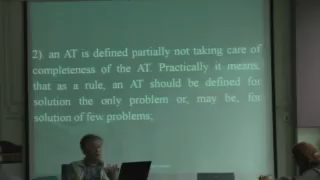 2) an AT is defined partially not taking care of
completeness of the AT. Practically it means,
that as a rule, an AT should be defined for
solution the only problem or, may be, for
solution of few problems;